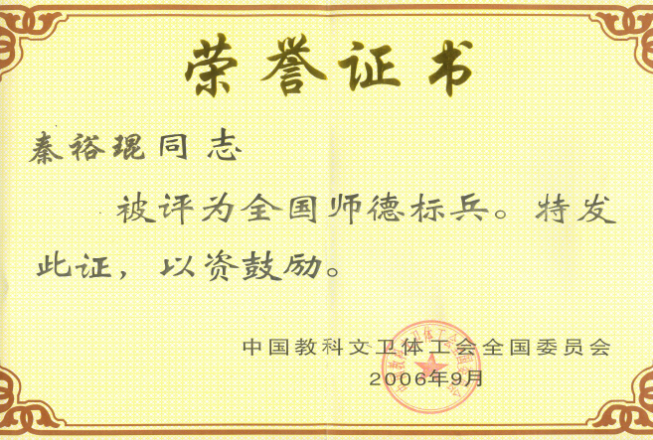 荣誉证书
秦裕琨同志
被评为全国师德标兵。特发
此证，以资鼓励。
中国教科文卫体工会全国委员会
2006年9月